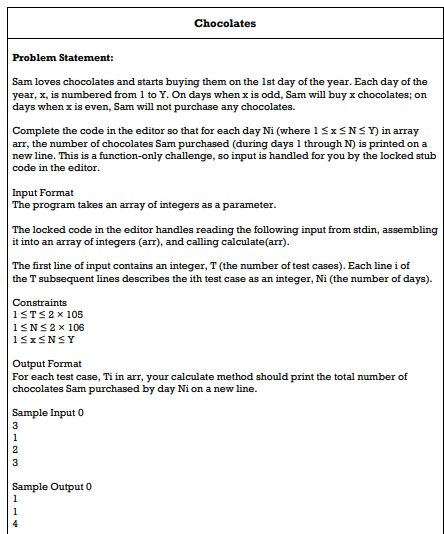 Chocolates
Problem Statement:
Sam loves chocolates and starts buying them on the 1st day of the year. Each day of the
year, x, is numbered from 1 to Y. On days when x is odd, Sam will buy x chocolates; on
days when x is even, Sam will not purchase any chocolates.
Complete the code in the editor so that for each day Ni (where 1 ≤ x ≤ N ≤ Y) in array
arr, the number of chocolates Sam purchased (during days 1 through N) is printed on a
new line. This is a function-only challenge, so input is handled for you by the locked stub
code in the editor.
Input Format
The program takes an array of integers as a parameter.
The locked code in the editor handles reading the following input from stdin, assembling
it into an array of integers (arr), and calling calculate(arr).
The first line of input contains an integer, T (the number of test cases). Each line i of
the T subsequent lines describes the ith test case as an integer, Ni (the number of days).
Constraints
1 ≤ T ≤ 2 × 105
1 ≤ N ≤ 2 × 106
1 ≤ x ≤ N ≤ Y
Output Format
For each test case, Ti in arr, your calculate method should print the total number of
chocolates Sam purchased by day Ni on a new line.
Sample Input 0
3
1
2
3
Sample Output 0
1
1
4